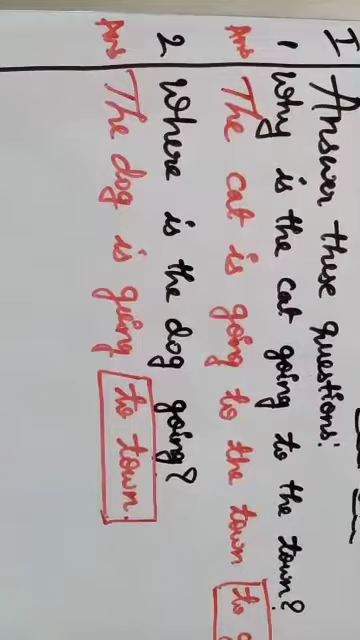 I Answer these questions:
1 Why is the cat going to the town?
Ans The cat is going to the town to
2 Where is the dog going?
Ans The dog is going to town.